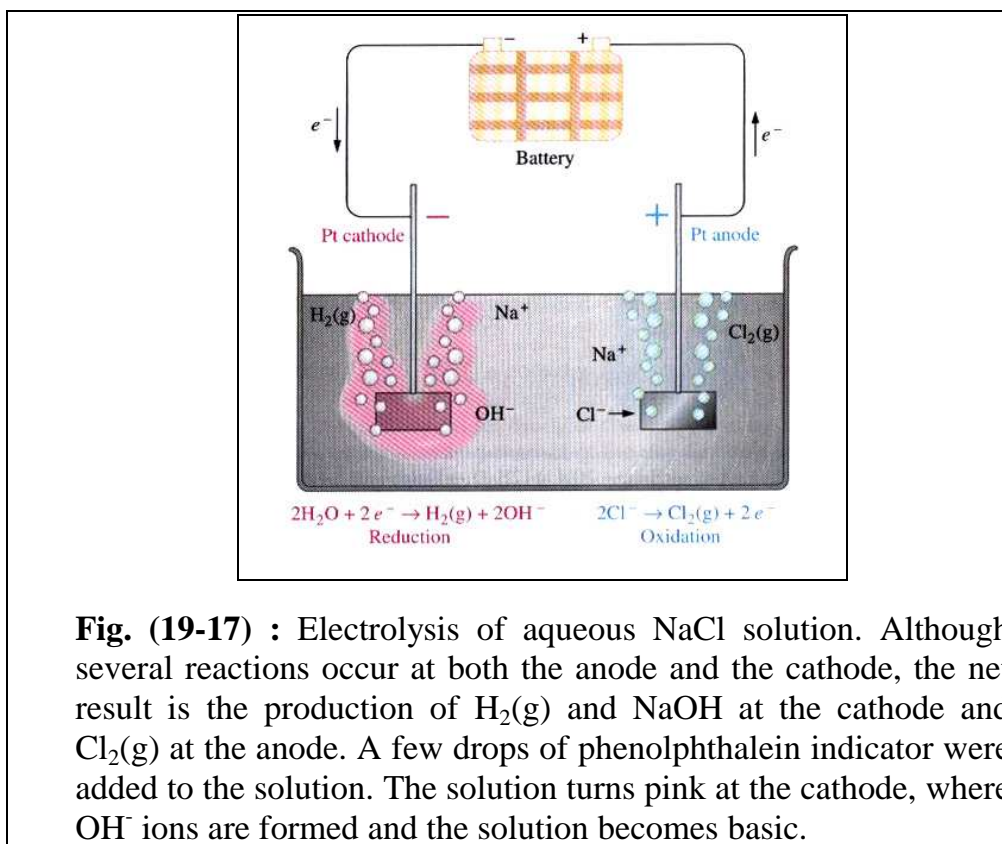 - +
e⁻ e⁻
Battery
− +
Pt cathode Pt anode
H₂(g) Na⁺ Cl₂(g)
Na⁺
OH⁻ Cl⁻
2H₂O + 2 e⁻ → H₂(g) + 2OH⁻ 2Cl⁻ → Cl₂(g) + 2 e⁻
Reduction Oxidation
Fig. (19-17) : Electrolysis of aqueous NaCl solution. Although
several reactions occur at both the anode and the cathode, the ne
result is the production of H₂(g) and NaOH at the cathode and
Cl₂(g) at the anode. A few drops of phenolphthalein indicator were
added to the solution. The solution turns pink at the cathode, where
OH⁻ ions are formed and the solution becomes basic.